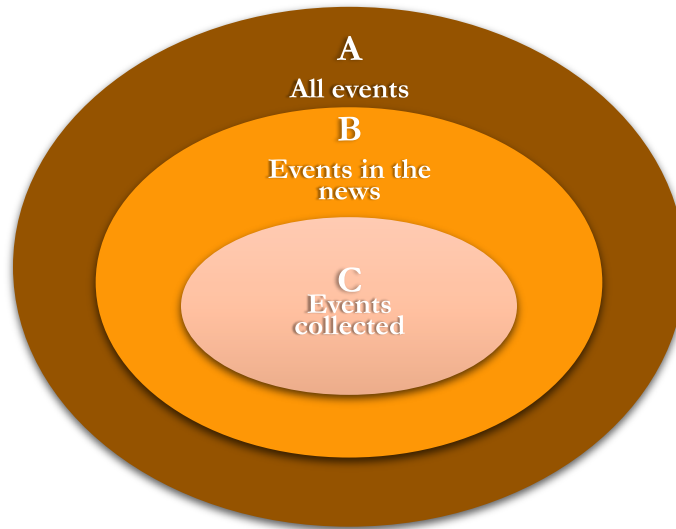 A
All events
B
Events in the
news
C
Events
collected